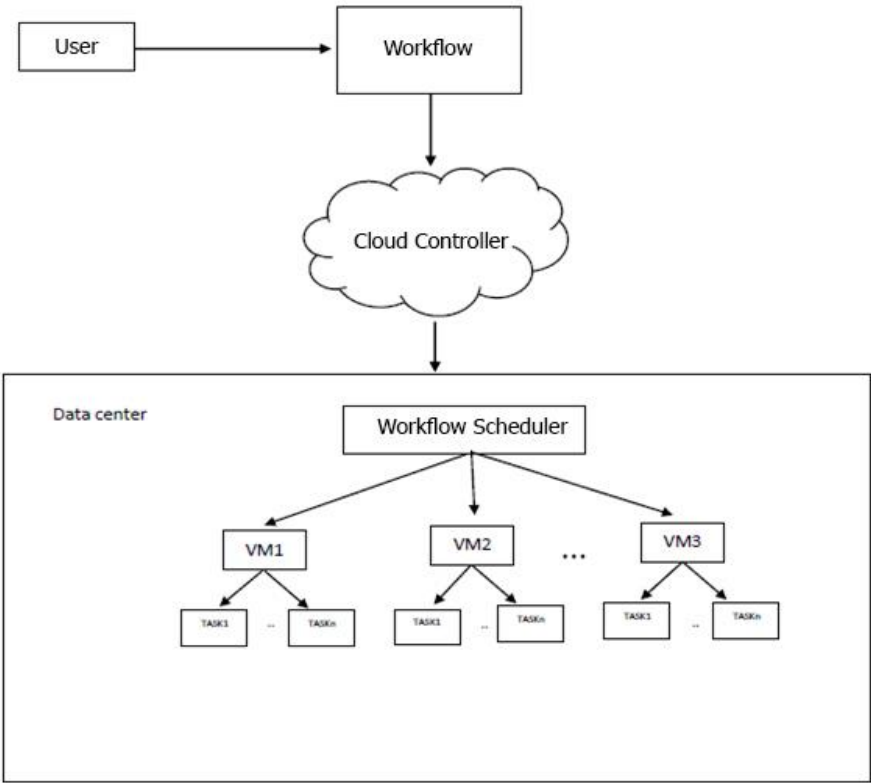 User
Workflow
Cloud Controller
Data center
Workflow Scheduler
VM1
VM2
...
VM3
TASK1
..
TASKn
TASK1
..
TASKn
TASK1
..
TASKn